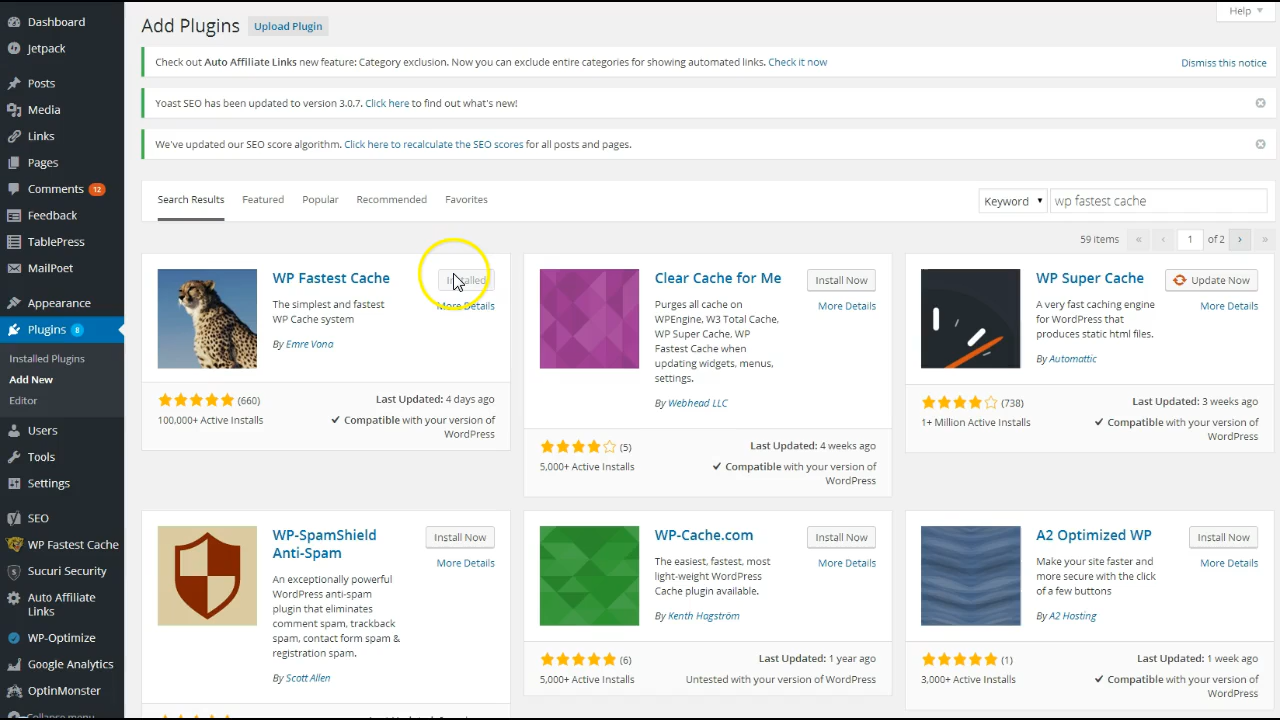 Dashboard
Jetpack
Posts
Media
Links
Pages
Comments 12
Feedback
TablePress
MailPoet
Appearance
Plugins 8
Installed Plugins
Add New
Editor
Users
Tools
Settings
SEO
WP Fastest Cache
Sucuri Security
Auto Affiliate
Links
WP-Optimize
Google Analytics
OptinMonster
Collapse menu
Help
Add Plugins Upload Plugin
Check out Auto Affiliate Links new feature: Category exclusion. Now you can exclude entire categories for showing automated links. Check it now
Dismiss this notice
Yoast SEO has been updated to version 3.0.7. Click here to find out what's new!
We've updated our SEO score algorithm. Click here to recalculate the SEO scores for all posts and pages.
Search Results Featured Popular Recommended Favorites
Keyword wp fastest cache
59 items « ‹ 1 of 2 › »
WP Fastest Cache
Installed
More Details
The simplest and fastest
WP Cache system
By Emre Vona
(660)
100,000+ Active Installs
Last Updated: 4 days ago
Compatible with your version of
WordPress
Clear Cache for Me
Install Now
More Details
Purges all cache on
WPEngine, W3 Total Cache,
WP Super Cache, WP
Fastest Cache when
updating widgets, menus,
settings.
By Webhead LLC
(5)
5,000+ Active Installs
Last Updated: 4 weeks ago
Compatible with your version of
WordPress
WP Super Cache
Update Now
More Details
A very fast caching
engine for WordPress that
produces static html files.
By Automattic
(738)
1+ Million Active Installs
Last Updated: 3 weeks ago
Compatible with your version of
WordPress
WP-SpamShield
Anti-Spam
Install Now
More Details
An exceptionally powerful
WordPress anti-spam
plugin that eliminates
comment spam, trackback
spam, contact form spam &
registration spam.
By Scott Allen
WP-Cache.com
Install Now
More Details
The easiest, fastest, most
light-weight WordPress
Cache plugin available.
By Kenth Hagström
(6)
5,000+ Active Installs
Last Updated: 1 year ago
Untested with your version of WordPress
A2 Optimized WP
Install Now
More Details
Make your site faster and
more secure with the click
of a few buttons
By A2 Hosting
(1)
3,000+ Active Installs
Last Updated: 1 week ago
Compatible with your version of
WordPress